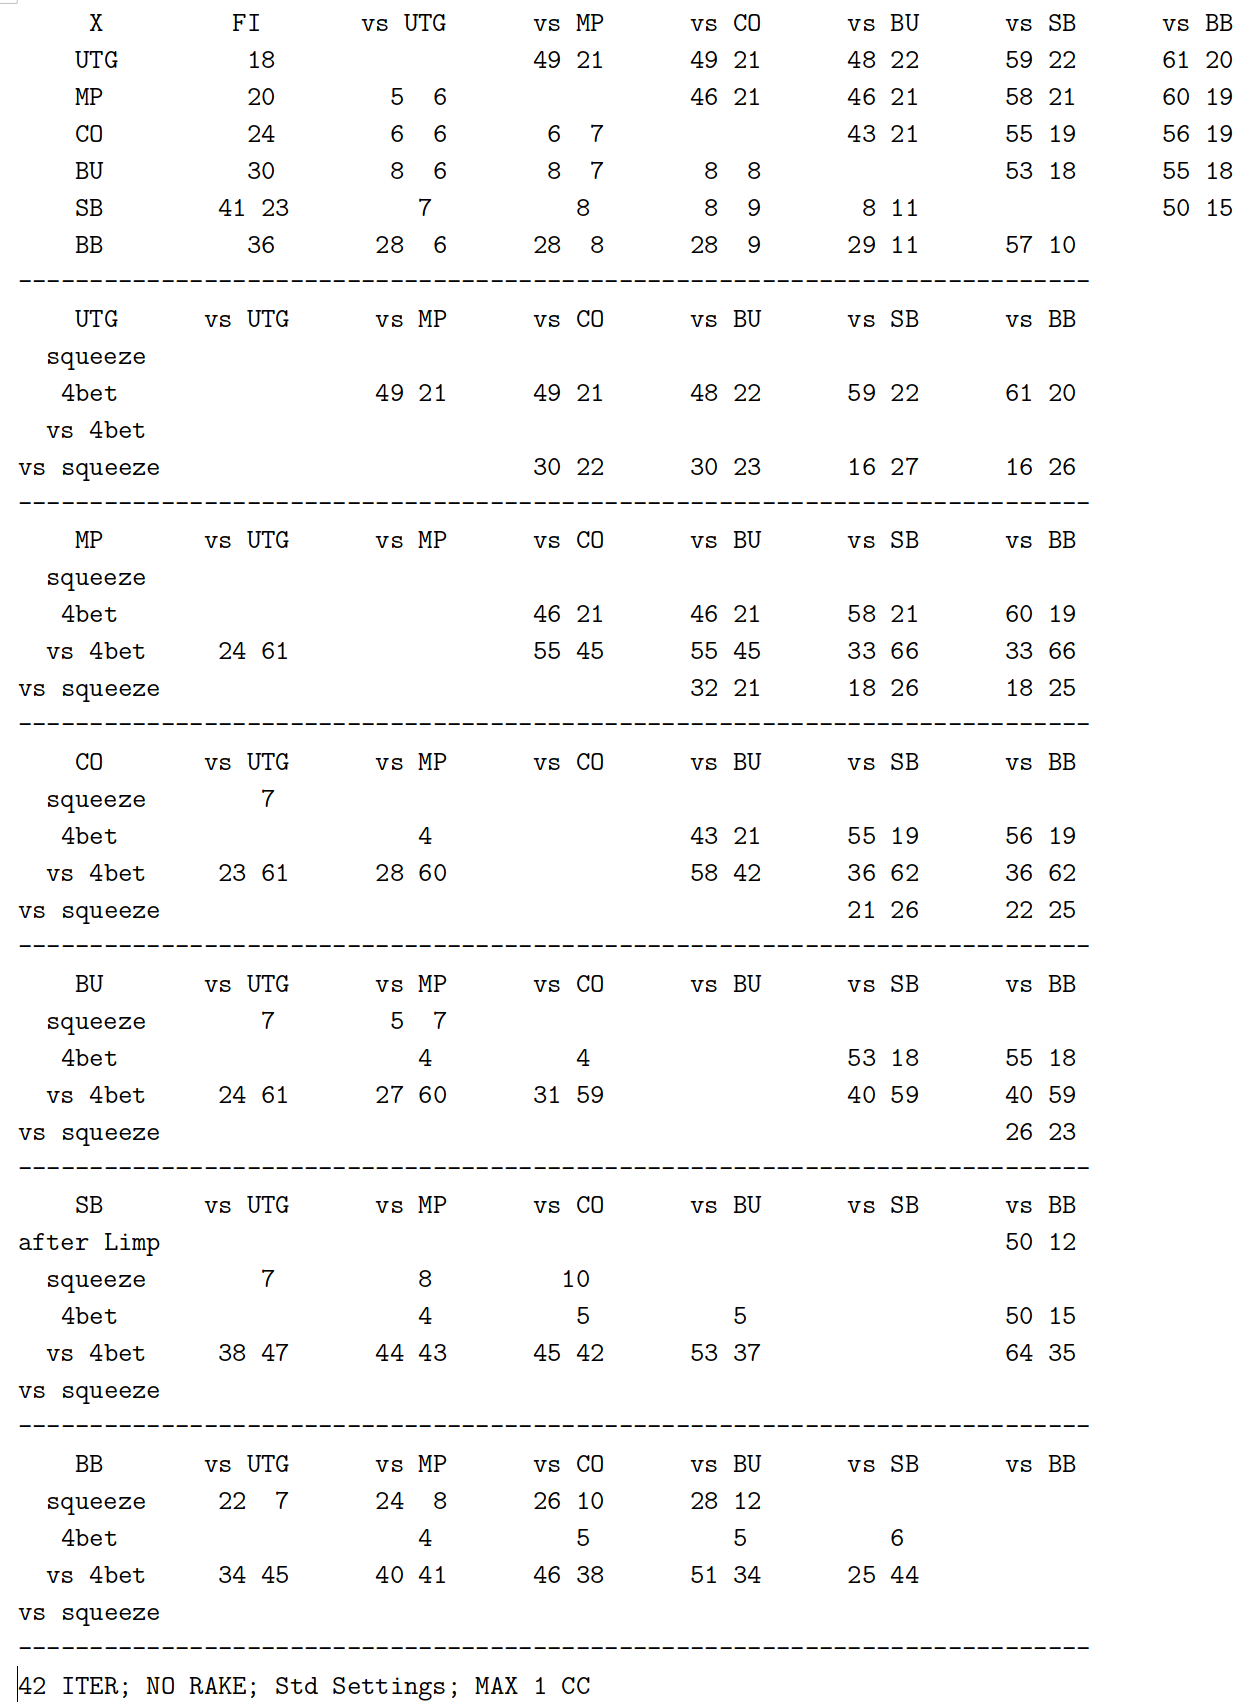 X FI vs UTG vs MP vs CO vs BU vs SB vs BB
UTG 18 49 21 49 21 48 22 59 22 61 20
MP 20 5 6 46 21 46 21 58 21 60 19
CO 24 6 6 6 7 43 21 55 19 56 19
BU 30 8 6 8 7 8 8 53 18 55 18
SB 41 23 7 8 8 9 8 11 50 15
BB 36 28 6 28 8 28 9 29 11 57 10
---------------------------------------------------------------------------
UTG vs UTG vs MP vs CO vs BU vs SB vs BB
squeeze
4bet 49 21 49 21 48 22 59 22 61 20
vs 4bet
vs squeeze 30 22 30 23 16 27 16 26
---------------------------------------------------------------------------
MP vs UTG vs MP vs CO vs BU vs SB vs BB
squeeze
4bet 46 21 46 21 58 21 60 19
vs 4bet 24 61 55 45 55 45 33 66 33 66
vs squeeze 32 21 18 26 18 25
---------------------------------------------------------------------------
CO vs UTG vs MP vs CO vs BU vs SB vs BB
squeeze 7
4bet 4 43 21 55 19 56 19
vs 4bet 23 61 28 60 58 42 36 62 36 62
vs squeeze 21 26 22 25
---------------------------------------------------------------------------
BU vs UTG vs MP vs CO vs BU vs SB vs BB
squeeze 7 5 7
4bet 4 4 53 18 55 18
vs 4bet 24 61 27 60 31 59 40 59 40 59
vs squeeze 26 23
---------------------------------------------------------------------------
SB vs UTG vs MP vs CO vs BU vs SB vs BB
after Limp 50 12
squeeze 7 8 10
4bet 4 5 5 50 15
vs 4bet 38 47 44 43 45 42 53 37 64 35
vs squeeze
---------------------------------------------------------------------------
BB vs UTG vs MP vs CO vs BU vs SB vs BB
squeeze 22 7 24 8 26 10 28 12
4bet 4 5 5 6
vs 4bet 34 45 40 41 46 38 51 34 25 44
vs squeeze
---------------------------------------------------------------------------
42 ITER; NO RAKE; Std Settings; MAX 1 CC